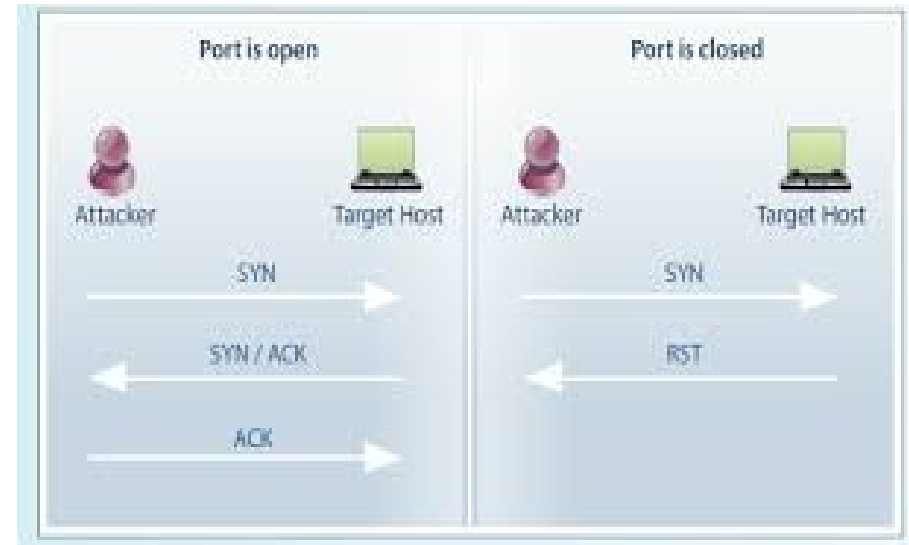 Port is open
Attacker
Target Host
SYN
SYN / ACK
ACK
Port is closed
Attacker
Target Host
SYN
RST